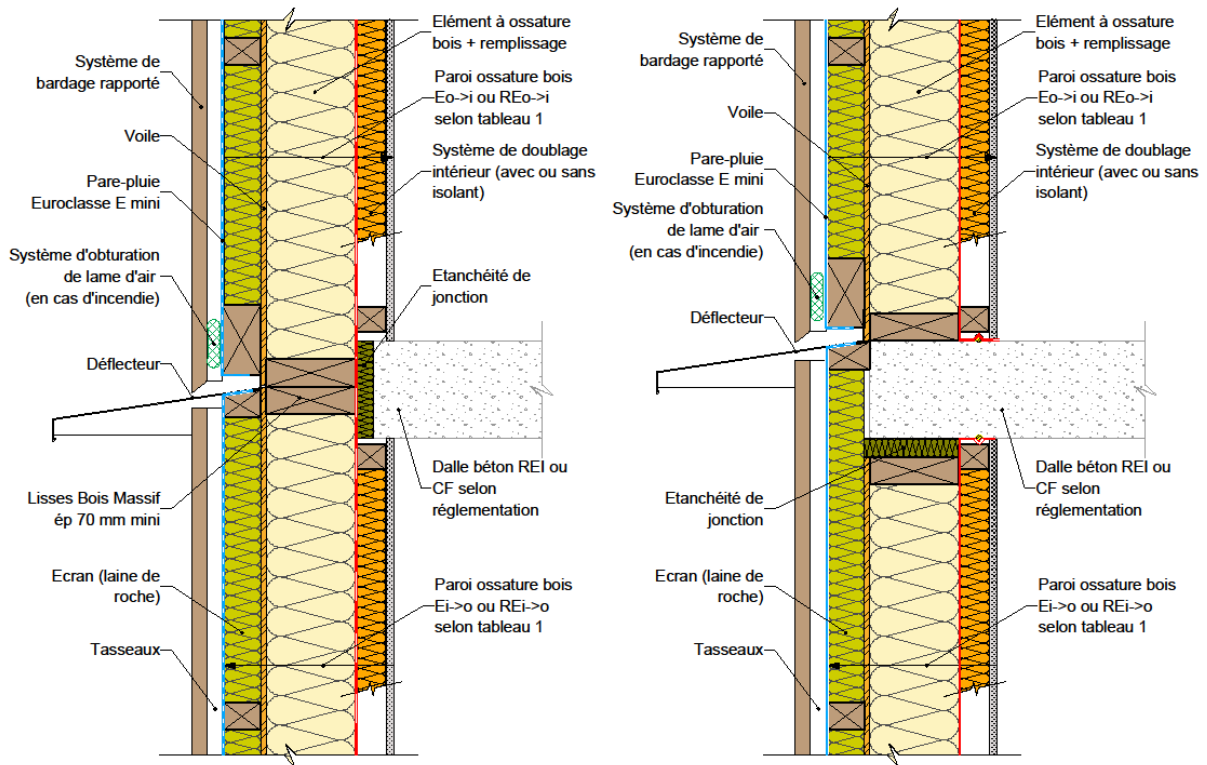 Système de
bardage rapporté
Voile
Pare-pluie
Euroclasse E mini
Système d'obturation
de lame d'air
(en cas d'incendie)
Déflecteur
Lisses Bois Massif
ép 70 mm mini
Ecran (laine de
roche)
Tasseaux
Elément à ossature
bois + remplissage
Paroi ossature bois
Eo->i ou REo->i
selon tableau 1
Système de doublage
intérieur (avec ou sans
isolant)
Etanchéité de
jonction
Dalle béton REI ou
CF selon
réglementation
Paroi ossature bois
Ei->o ou REi->o
selon tableau 1
Système de
bardage rapporté
Voile
Pare-pluie
Euroclasse E mini
Système d'obturation
de lame d'air
(en cas d'incendie)
Déflecteur
Etanchéité de
jonction
Ecran (laine de
roche)
Tasseaux
Elément à ossature
bois + remplissage
Paroi ossature bois
Eo->i ou REo->i
selon tableau 1
Système de doublage
intérieur (avec ou sans
isolant)
Dalle béton REI ou
CF selon
réglementation
Paroi ossature bois
Ei->o ou REi->o
selon tableau 1